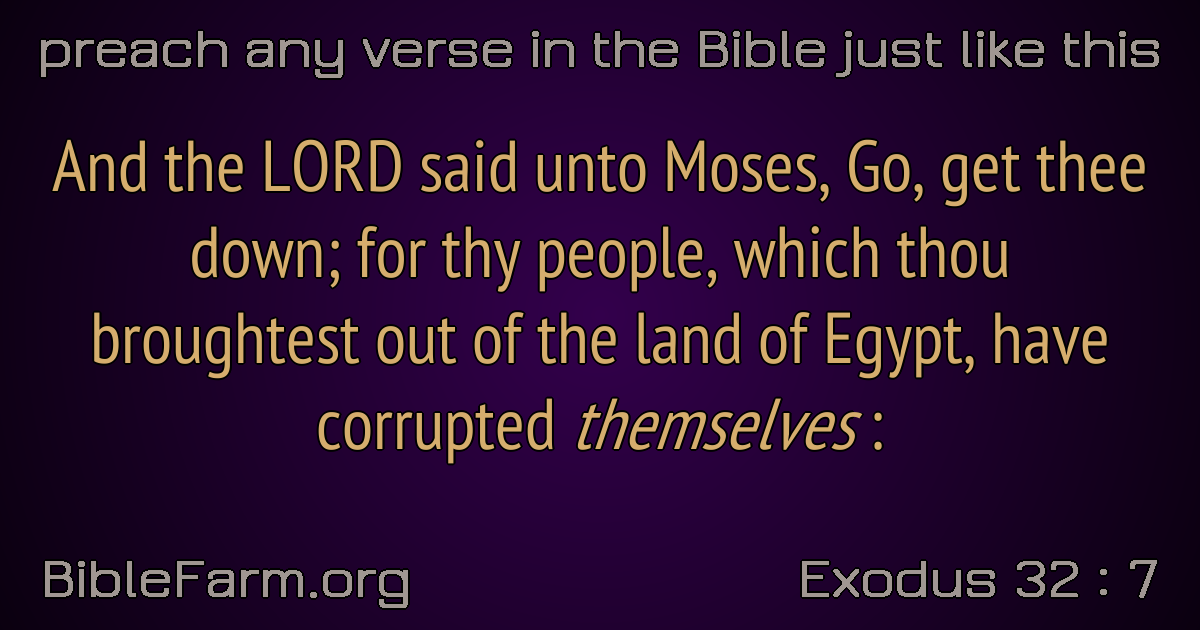 preach any verse in the Bible just like this
And the LORD said unto Moses, Go, get thee
down; for thy people, which thou
broughtest out of the land of Egypt, have
corrupted themselves :
BibleFarm.org
Exodus 32 : 7